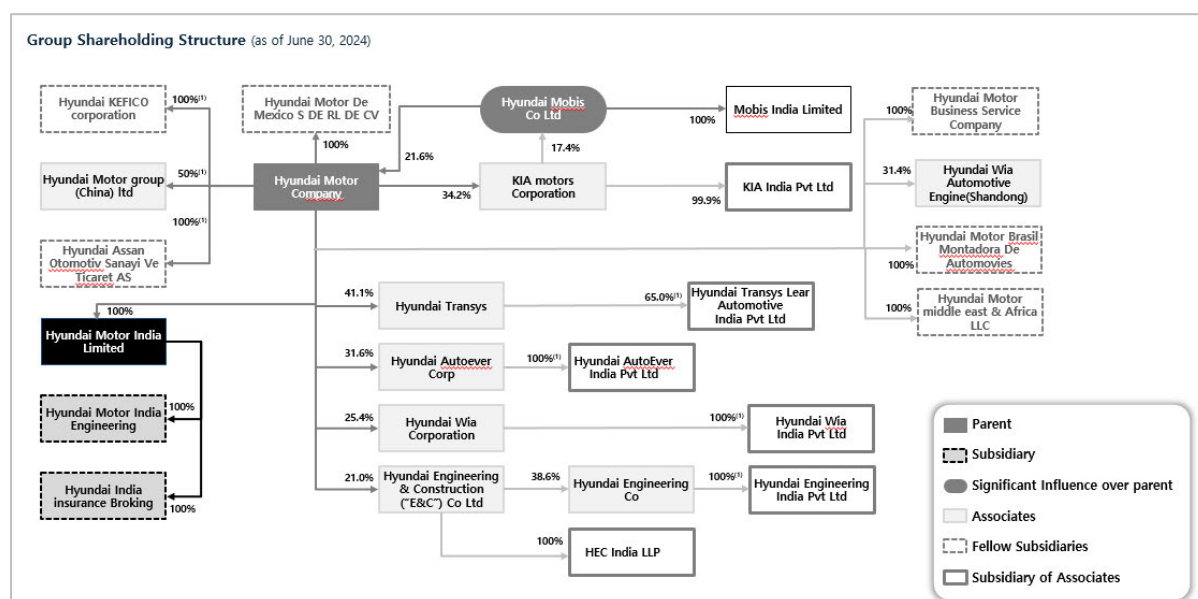 Group Shareholding Structure (as of June 30, 2024)
Hyundai KEFICO
corporation
100%(1)
Hyundai Motor De
Mexico S DE RL DE CV
100%
Hyundai Mobis
Co Ltd
100%
Mobis India Limited
100%
Hyundai Motor
Business Service
Company
21.6%
17.4%
Hyundai Motor group
(China) ltd
50%(1)
Hyundai Motor
Company
34.2%
KIA motors
Corporation
99.9%
KIA India Pvt Ltd
31.4%
Hyundai Wia
Automotive
Engine(Shandong)
100%(1)
Hyundai Assan
Otomotiv Sanayi Ve
Ticaret AS
Hyundai Motor Brasil
Montadora De
Automovies
100%
100%
Hyundai Motor India
Limited
41.1%
Hyundai Transys
65.0%(1)
Hyundai Transys Lear
Automotive
India Pvt Ltd
100%
Hyundai Motor
middle east & Africa
LLC
31.6%
Hyundai Autoever
Corp
100%(1)
Hyundai AutoEver
India Pvt Ltd
Hyundai Motor India
Engineering
100%
25.4%
Hyundai Wia
Corporation
100%(1)
Hyundai Wia
India Pvt Ltd
Hyundai India
insurance Broking
100%
21.0%
Hyundai Engineering
& Construction
("E&C") Co Ltd
38.6%
Hyundai Engineering
Co
100%(1)
Hyundai Engineering
India Pvt Ltd
100%
HEC India LLP
Parent
Subsidiary
Significant Influence over parent
Associates
Fellow Subsidiaries
Subsidiary of Associates